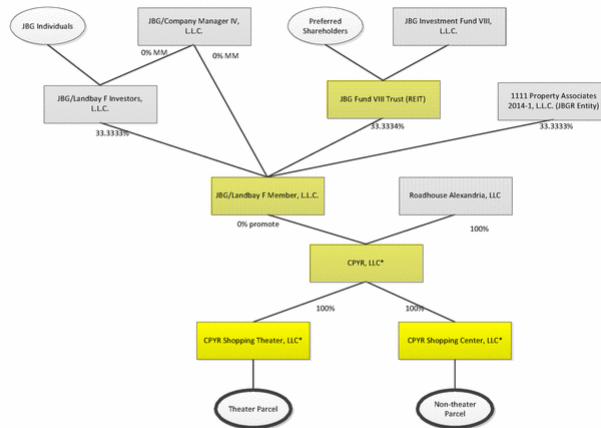 JBG Individuals
JBG/Company Manager IV,
L.L.C.
Preferred
Shareholders
JBG Investment Fund VIII,
L.L.C.
0% MM
0% MM
JBG/Landbay F Investors,
L.L.C.
JBG Fund VIII Trust (REIT)
1111 Property Associates
2014-1, L.L.C. (JBGR Entity)
33.3333%
33.3334%
33.3333%
JBG/Landbay F Member, L.L.C.
Roadhouse Alexandria, LLC
0% promote
100%
CPYR, LLC*
100%
100%
CPYR Shopping Theater, LLC*
CPYR Shopping Center, LLC*
Theater Parcel
Non-theater
Parcel